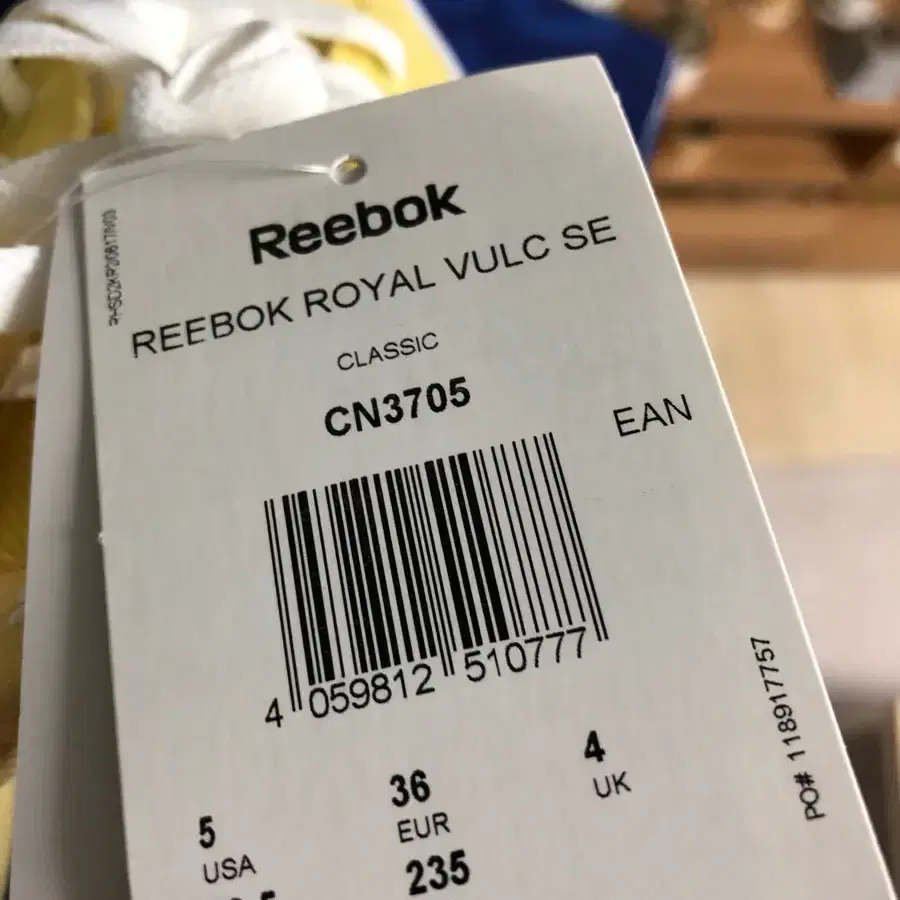 Reebok
REEBOK ROYAL VULC SE
CLASSIC
CN3705
EAN
4 059812 510777
5
USA
36
EUR
4
UK
235
PO# 118917757